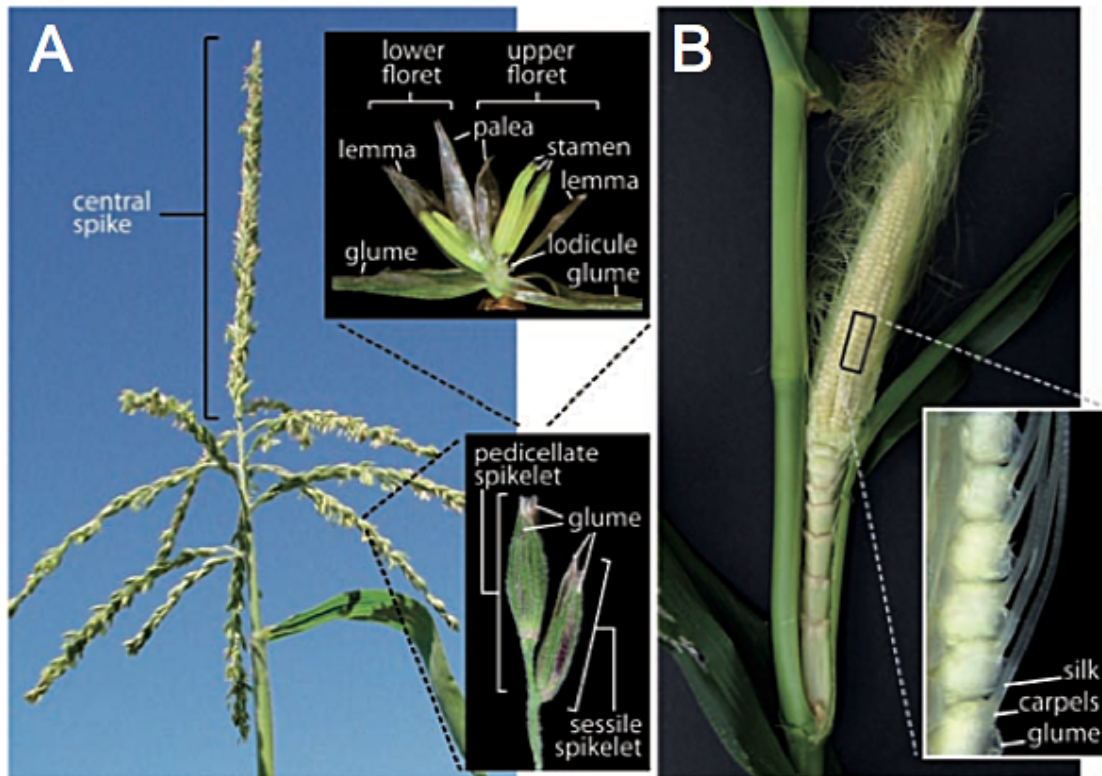 A
central
spike
lower
floret
upper
floret
palea
lemma
stamen
lemma
lodicule
glume
glume
pedicellate
spikelet
glume
sessile
spikelet
B
silk
carpels
glume